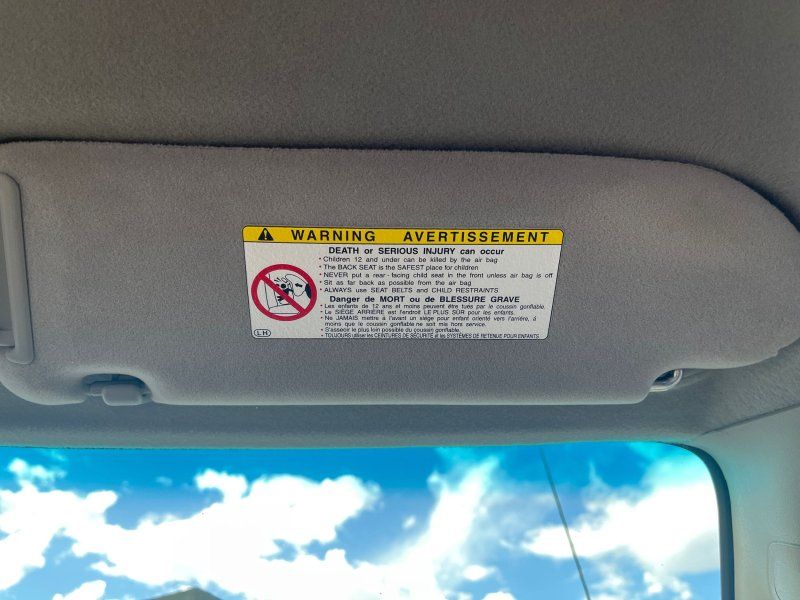 WARNING AVERTISSEMENT
DEATH or SERIOUS INJURY can occur
• Children 12 and under can be killed by the air bag
• The BACK SEAT is the SAFEST place for children
• NEVER put a rear-facing child seat in the front unless air bag is off
• Sit as far back as possible from the air bag
• ALWAYS use SEAT BELTS and CHILD RESTRAINTS
Danger de MORT ou de BLESSURE GRAVE
• Les enfants de 12 ans et moins peuvent être tués par le coussin gonflable.
• Le SIÈGE ARRIÈRE est l'endroit LE PLUS SÛR pour les enfants.
• Ne JAMAIS mettre à l'avant un siège pour enfant orienté vers l'arrière, à
moins que le coussin gonflable ne soit mis hors service.
• S'asseoir le plus loin possible du coussin gonflable.
• TOUJOURS utiliser les CEINTURES DE SÉCURITÉ et les SYSTÈMES DE RETENUE POUR ENFANTS
LH